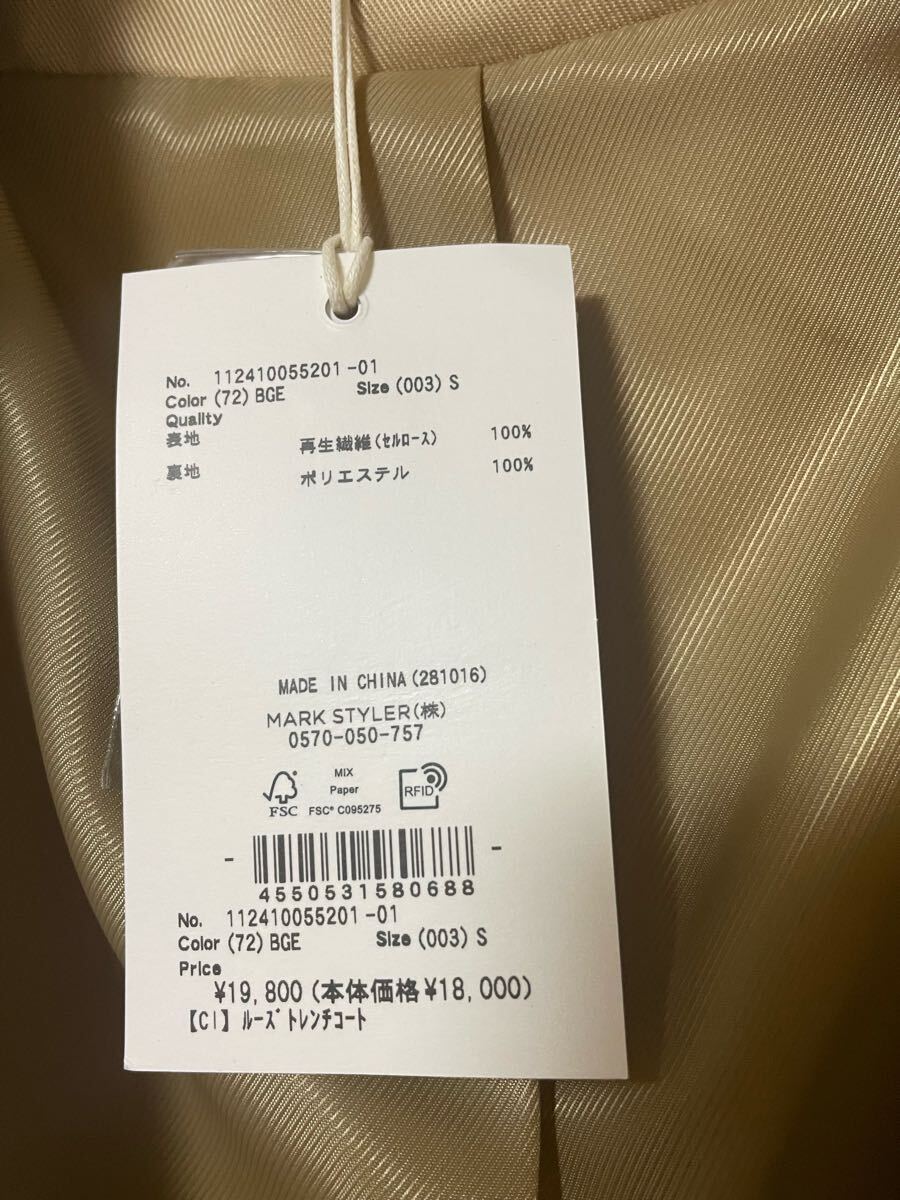 No. 112410055201-01
Color (72) BGE Size (003) S
Quality
表地 再生繊維(ｾﾙﾛｰｽ) 100%
裏地 ポリエステル 100%
MADE IN CHINA(281016)
MARK STYLER(株)
0570-050-757
MIX
Paper
FSC FSC® C095275
RFID
4550531580688
No. 112410055201-01
Color (72) BGE Size (003) S
Price
¥19,800 (本体価格¥18,000)
【CI】ﾙｰｽﾞﾄﾚﾝﾁｺｰﾄ